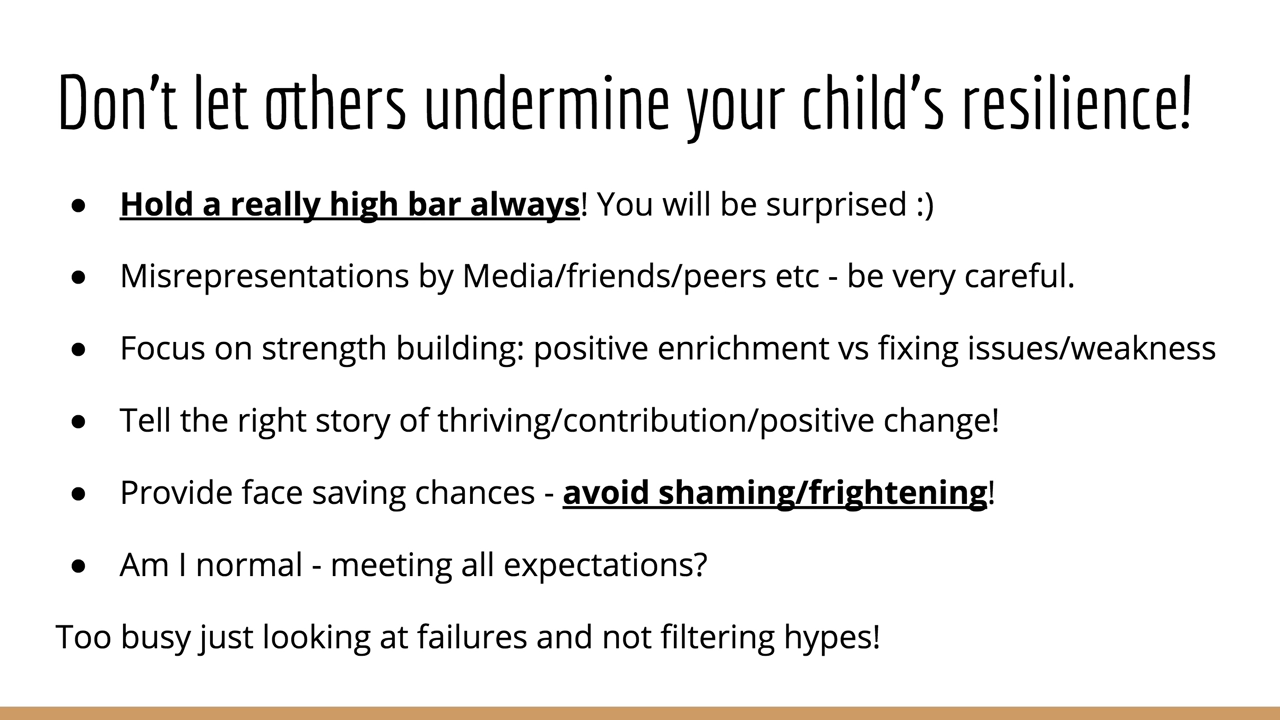 Don't let others undermine your child's resilience!
● Hold a really high bar always! You will be surprised :)
● Misrepresentations by Media/friends/peers etc - be very careful.
● Focus on strength building: positive enrichment vs fixing issues/weakness
● Tell the right story of thriving/contribution/positive change!
● Provide face saving chances - avoid shaming/frightening!
● Am I normal - meeting all expectations?
Too busy just looking at failures and not filtering hypes!